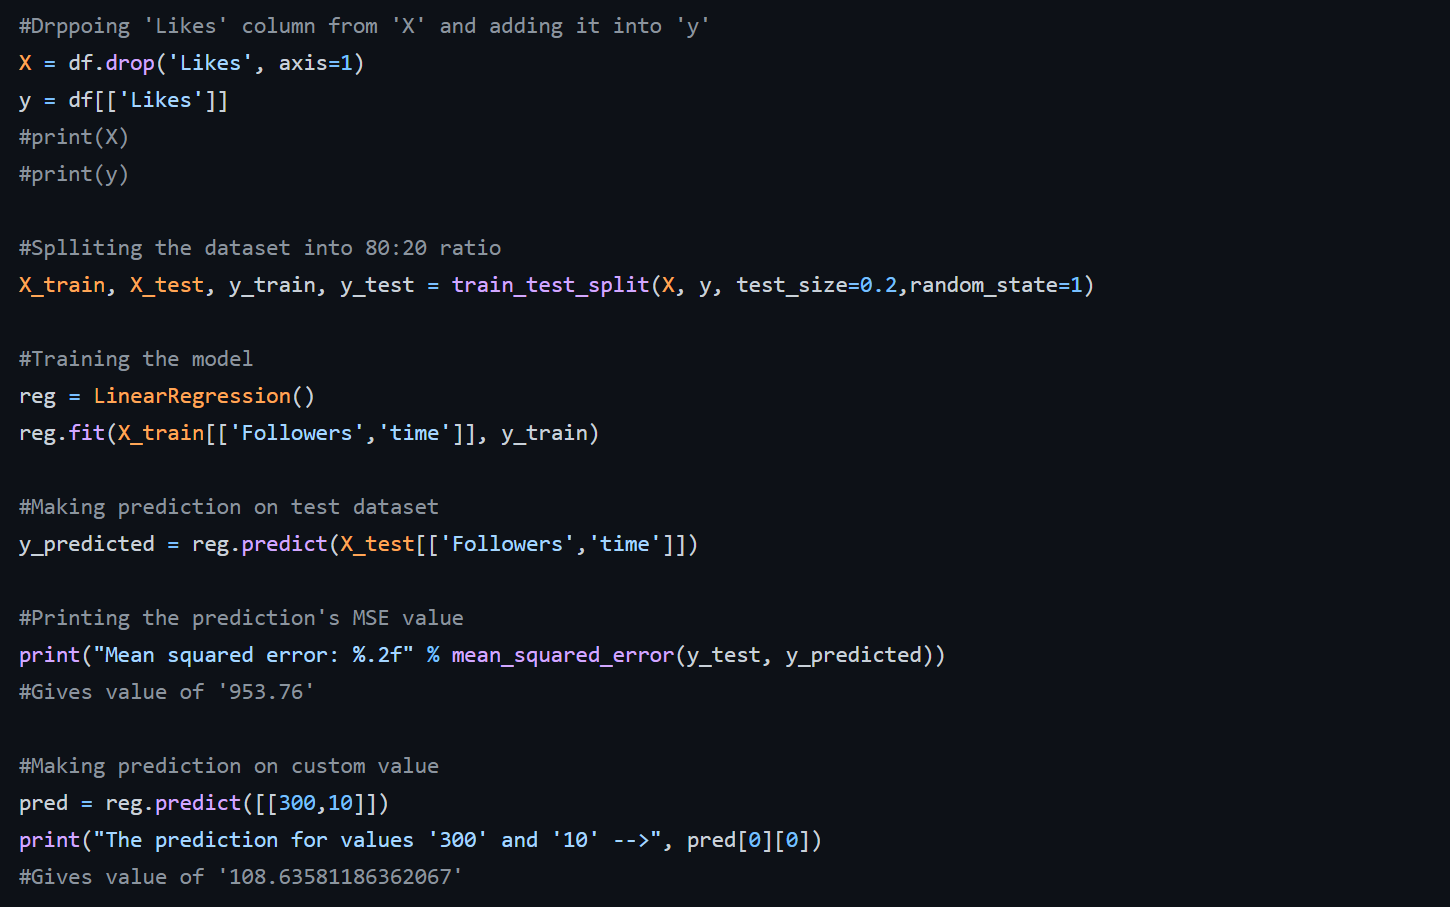 #Drppoing 'Likes' column from 'X' and adding it into 'y'
X = df.drop('Likes', axis=1)
y = df[['Likes']]
#print(X)
#print(y)
#Splliting the dataset into 80:20 ratio
X_train, X_test, y_train, y_test = train_test_split(X, y, test_size=0.2,random_state=1)
#Training the model
reg = LinearRegression()
reg.fit(X_train[['Followers','time']], y_train)
#Making prediction on test dataset
y_predicted = reg.predict(X_test[['Followers','time']])
#Printing the prediction's MSE value
print("Mean squared error: %.2f" % mean_squared_error(y_test, y_predicted))
#Gives value of '953.76'
#Making prediction on custom value
pred = reg.predict([[300,10]])
print("The prediction for values '300' and '10' -->", pred[0][0])
#Gives value of '108.63581186362067'